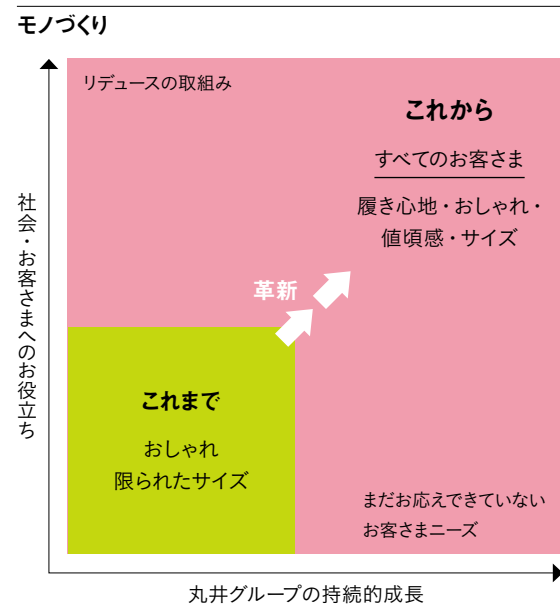 モノづくり
リデュースの取組み
これから
すべてのお客さま
履き心地・おしゃれ・
値頃感・サイズ
革新
これまで
おしゃれ
限られたサイズ
まだお応えできていない
お客さまニーズ
社会・お客さまへのお役立ち
丸井グループの持続的成長